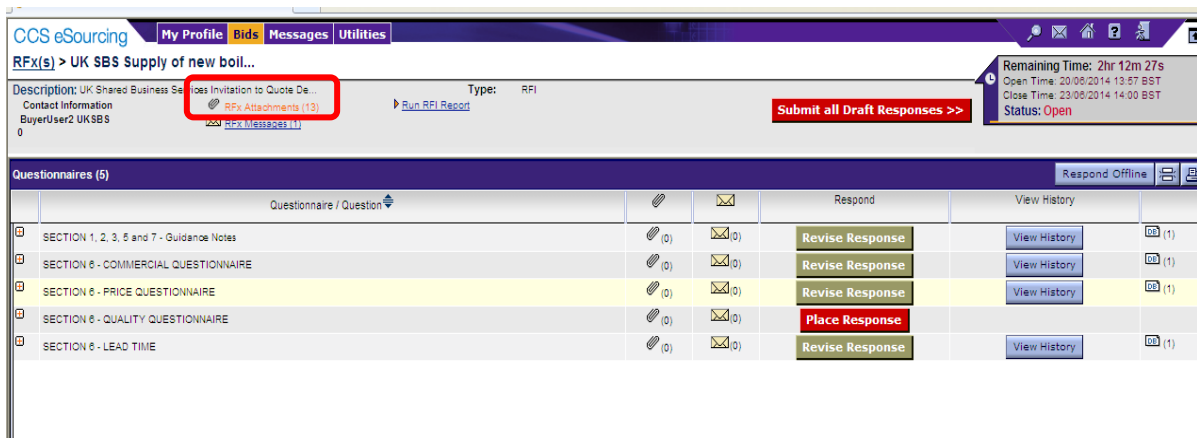 CCS eSourcing My Profile Bids Messages Utilities
RFx(s) > UK SBS Supply of new boil...
Remaining Time: 2hr 12m 27s
Open Time: 20/06/2014 13:57 BST
Close Time: 23/06/2014 14:00 BST
Status: Open
Description: UK Shared Business Services Invitation to Quote De... Type: RFI
Contact Information RFx Attachments (13) Run RFI Report
BuyerUser2 UKSBS RFx Messages (1)
0
Submit all Draft Responses >>
Questionnaires (5) Respond Offline
Questionnaire / Question Respond View History
SECTION 1, 2, 3, 5 and 7 - Guidance Notes (0) (0) Revise Response View History DB (1)
SECTION 6 - COMMERCIAL QUESTIONNAIRE (0) (0) Revise Response View History DB (1)
SECTION 6 - PRICE QUESTIONNAIRE (0) (0) Revise Response View History DB (1)
SECTION 6 - QUALITY QUESTIONNAIRE (0) (0) Place Response
SECTION 6 - LEAD TIME (0) (0) Revise Response View History DB (1)